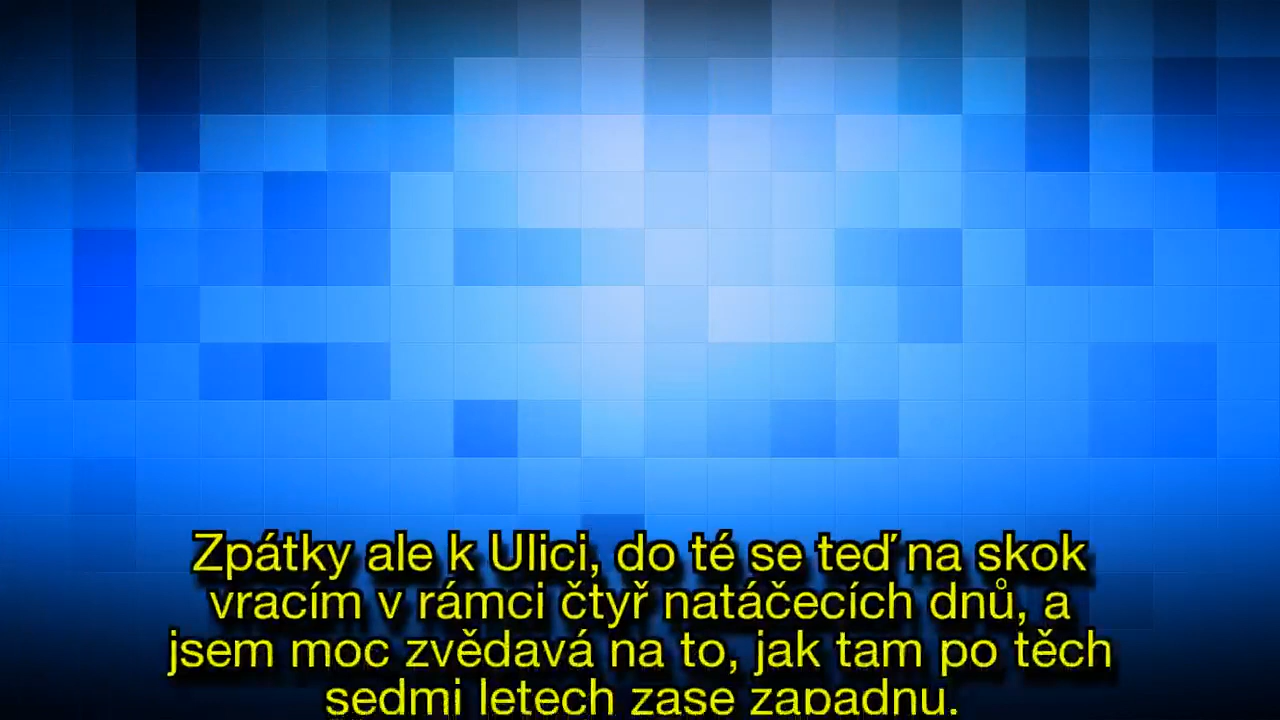 Zpátky ale k Ulici, do té se teď na skok
vracím v rámci čtyř natáčecích dnů, a
jsem moc zvědavá na to, jak tam po těch
sedmi letech zase zapadnu.